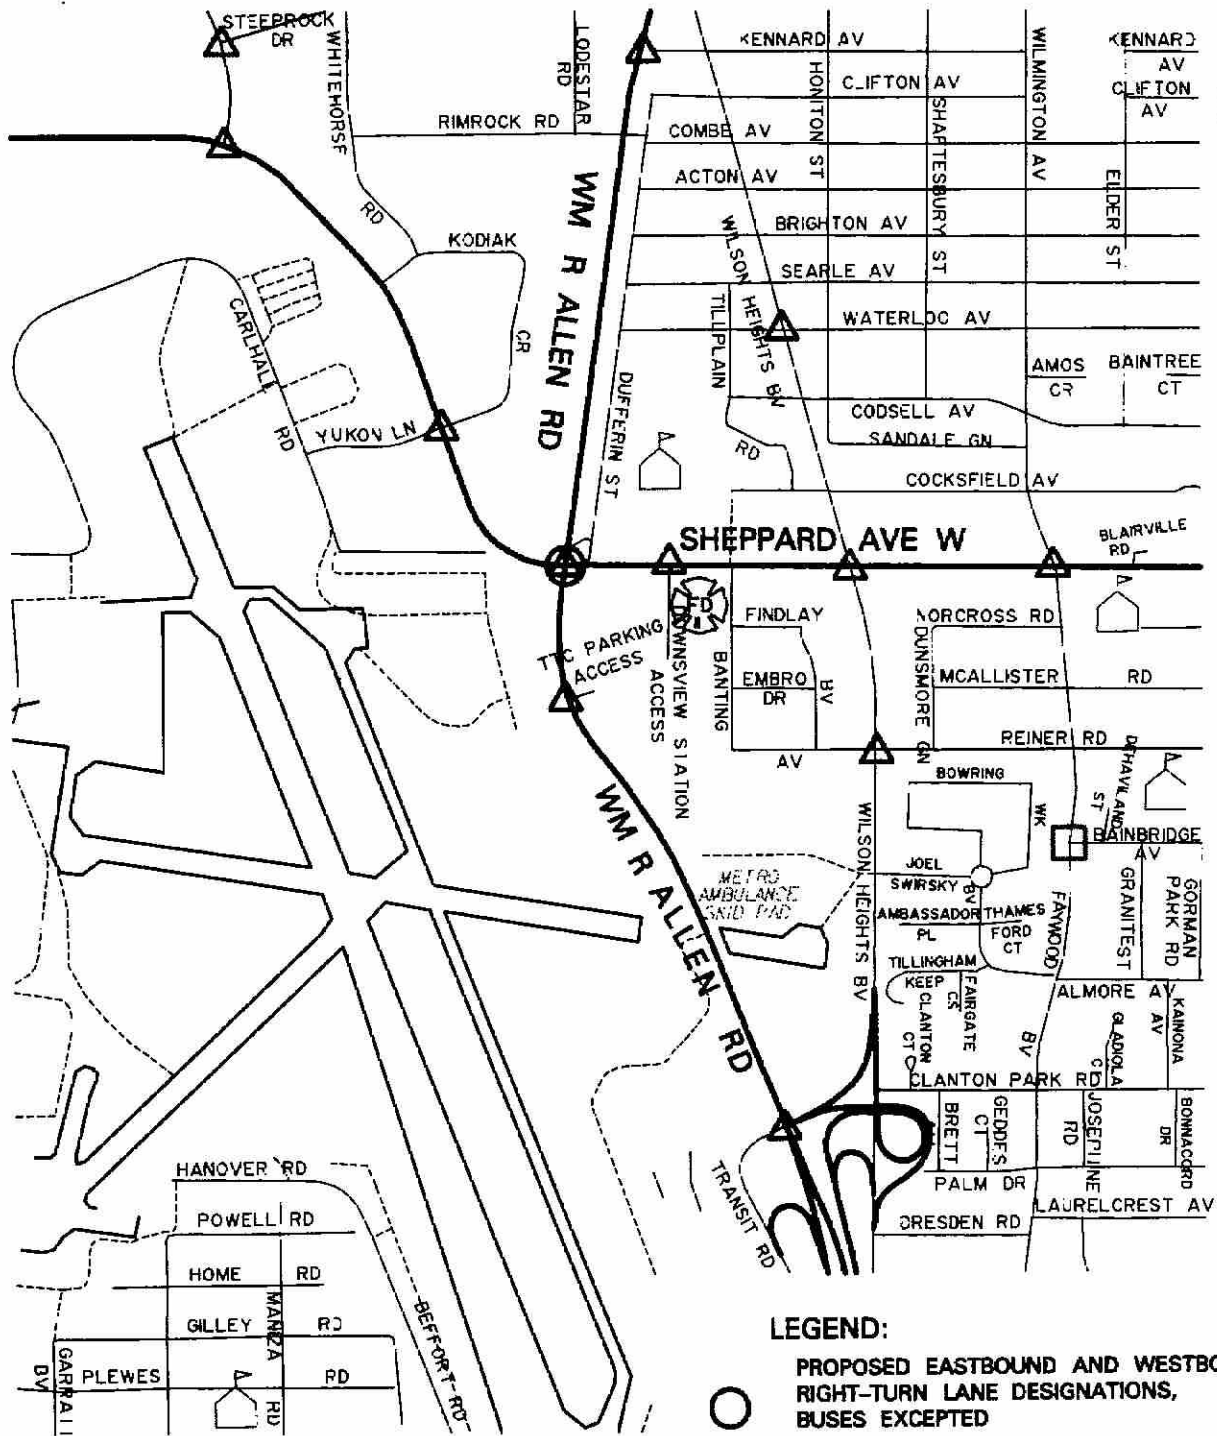 STEEPROCK
DR
WHITEHORSE
RD
LODESTAR
RD
KENNARD AV
HONITON ST
CLIFTON AV
SHAFTESBURY ST
WILMINGTON AV
KENNARD
AV
CLIFTON
AV
RIMROCK RD
COMBE AV
ACTON AV
ELDER ST
WM R ALLEN RD
KODIAK
CR
WILSON HEIGHTS BV
BRIGHTON AV
SEARLE AV
CARLHALL
RD
TILLPLAIN
RD
WATERLOO AV
AMOS
CR
BAINTREE
CT
DUFFERIN ST
YUKON LN
CODSELL AV
SANDALE GN
COCKSFIELD AV
SHEPPARD AVE W
BLAIRVILLE
RD
FD
TTC PARKING
ACCESS
DOWNSVIEW STATION
ACCESS
BANTING
AV
FINDLAY
BV
EMBRO
DR
NORCROSS RD
DUNSMORE GN
MCALLISTER RD
REINER RD
WM R ALLEN RD
BOWRING
WK
DEHAVILAND
ST
BAINBRIDGE
AV
WILSON HEIGHTS BV
JOEL
SWIRSKY BV
METRO
AMBULANCE
SKID PAD
GRANITEST
GORMAN
PARK RD
FAYWOOD
BV
AMBASSADOR
PL
THAMES
FORD
CT
TILLINGHAM
KEEP
CLANTON
CT
FAIRGATE
CS
ALMORE AV
GLADIOLA
CT
KAINONA
AV
CLANTON PARK RD
BRETT
GEDDES
CT
JOSEPHINE
RD
BONNACORD
DR
TRANSIT RD
PALM DR
LAURELCREST AV
DRESDEN RD
HANOVER RD
POWELL RD
HOME RD
MANIZA
RD
GILLEY RD
PLEWES RD
BEFFORT RD
BV
LEGEND:
PROPOSED EASTBOUND AND
RIGHT-TURN LANE DESIGNATIONS,
BUSES EXCEPTED